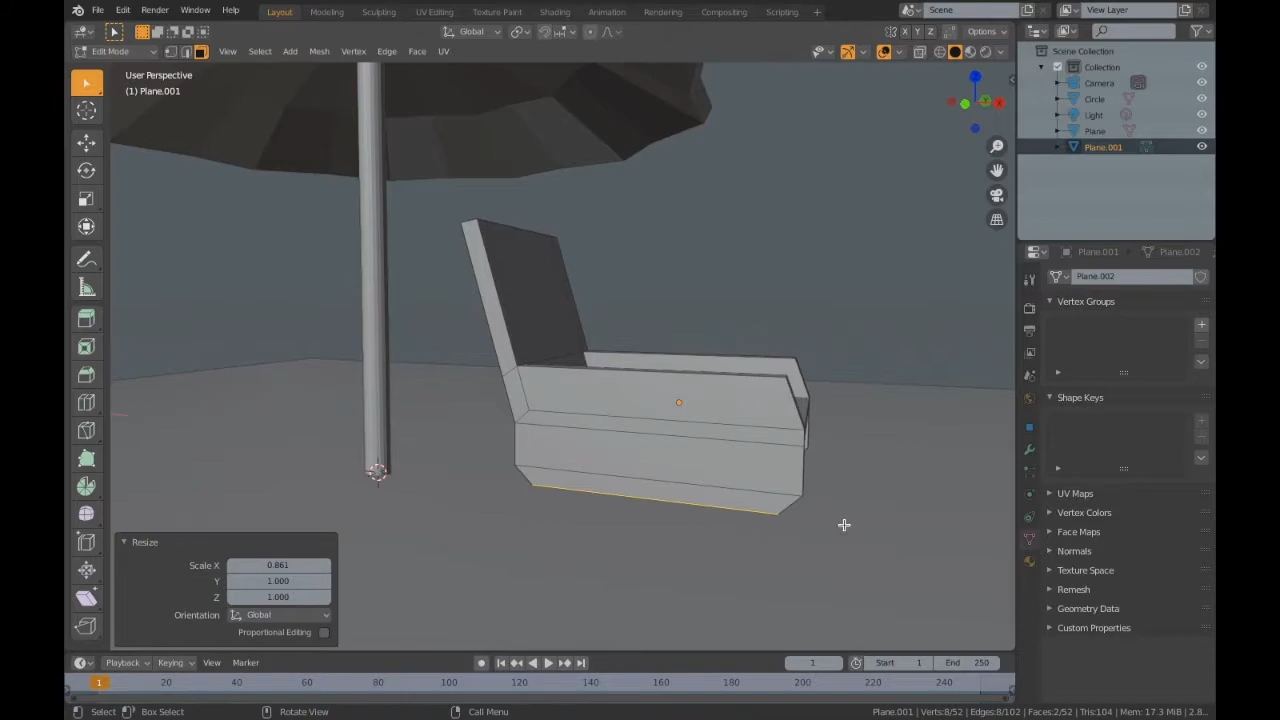 File Edit Render Window Help Layout Modeling Sculpting UV Editing Texture Paint Shading Animation Rendering Compositing Scripting Scene View Layer
Global Options
Edit Mode View Select Add Mesh Vertex Edge Face UV
Scene Collection
Collection
Camera
Circle
Light
Plane
Plane.001
User Perspective
(1) Plane.001
Z
Y
X
Plane.001 Plane.002
Plane.002
Vertex Groups
Shape Keys
UV Maps
Vertex Colors
Face Maps
Normals
Texture Space
Remesh
Geometry Data
Custom Properties
Resize
Scale X 0.861
Y 1.000
Z 1.000
Orientation Global
Proportional Editing
Playback Keying View Marker 1 Start 1 End 250
1 20 40 60 80 100 120 140 160 180 200 220 240
Select Box Select Rotate View Call Menu Plane.001 | Verts:8/52 | Edges:8/102 | Faces:2/52 | Tris:104 | Mem: 17.3 MiB | 2.8...